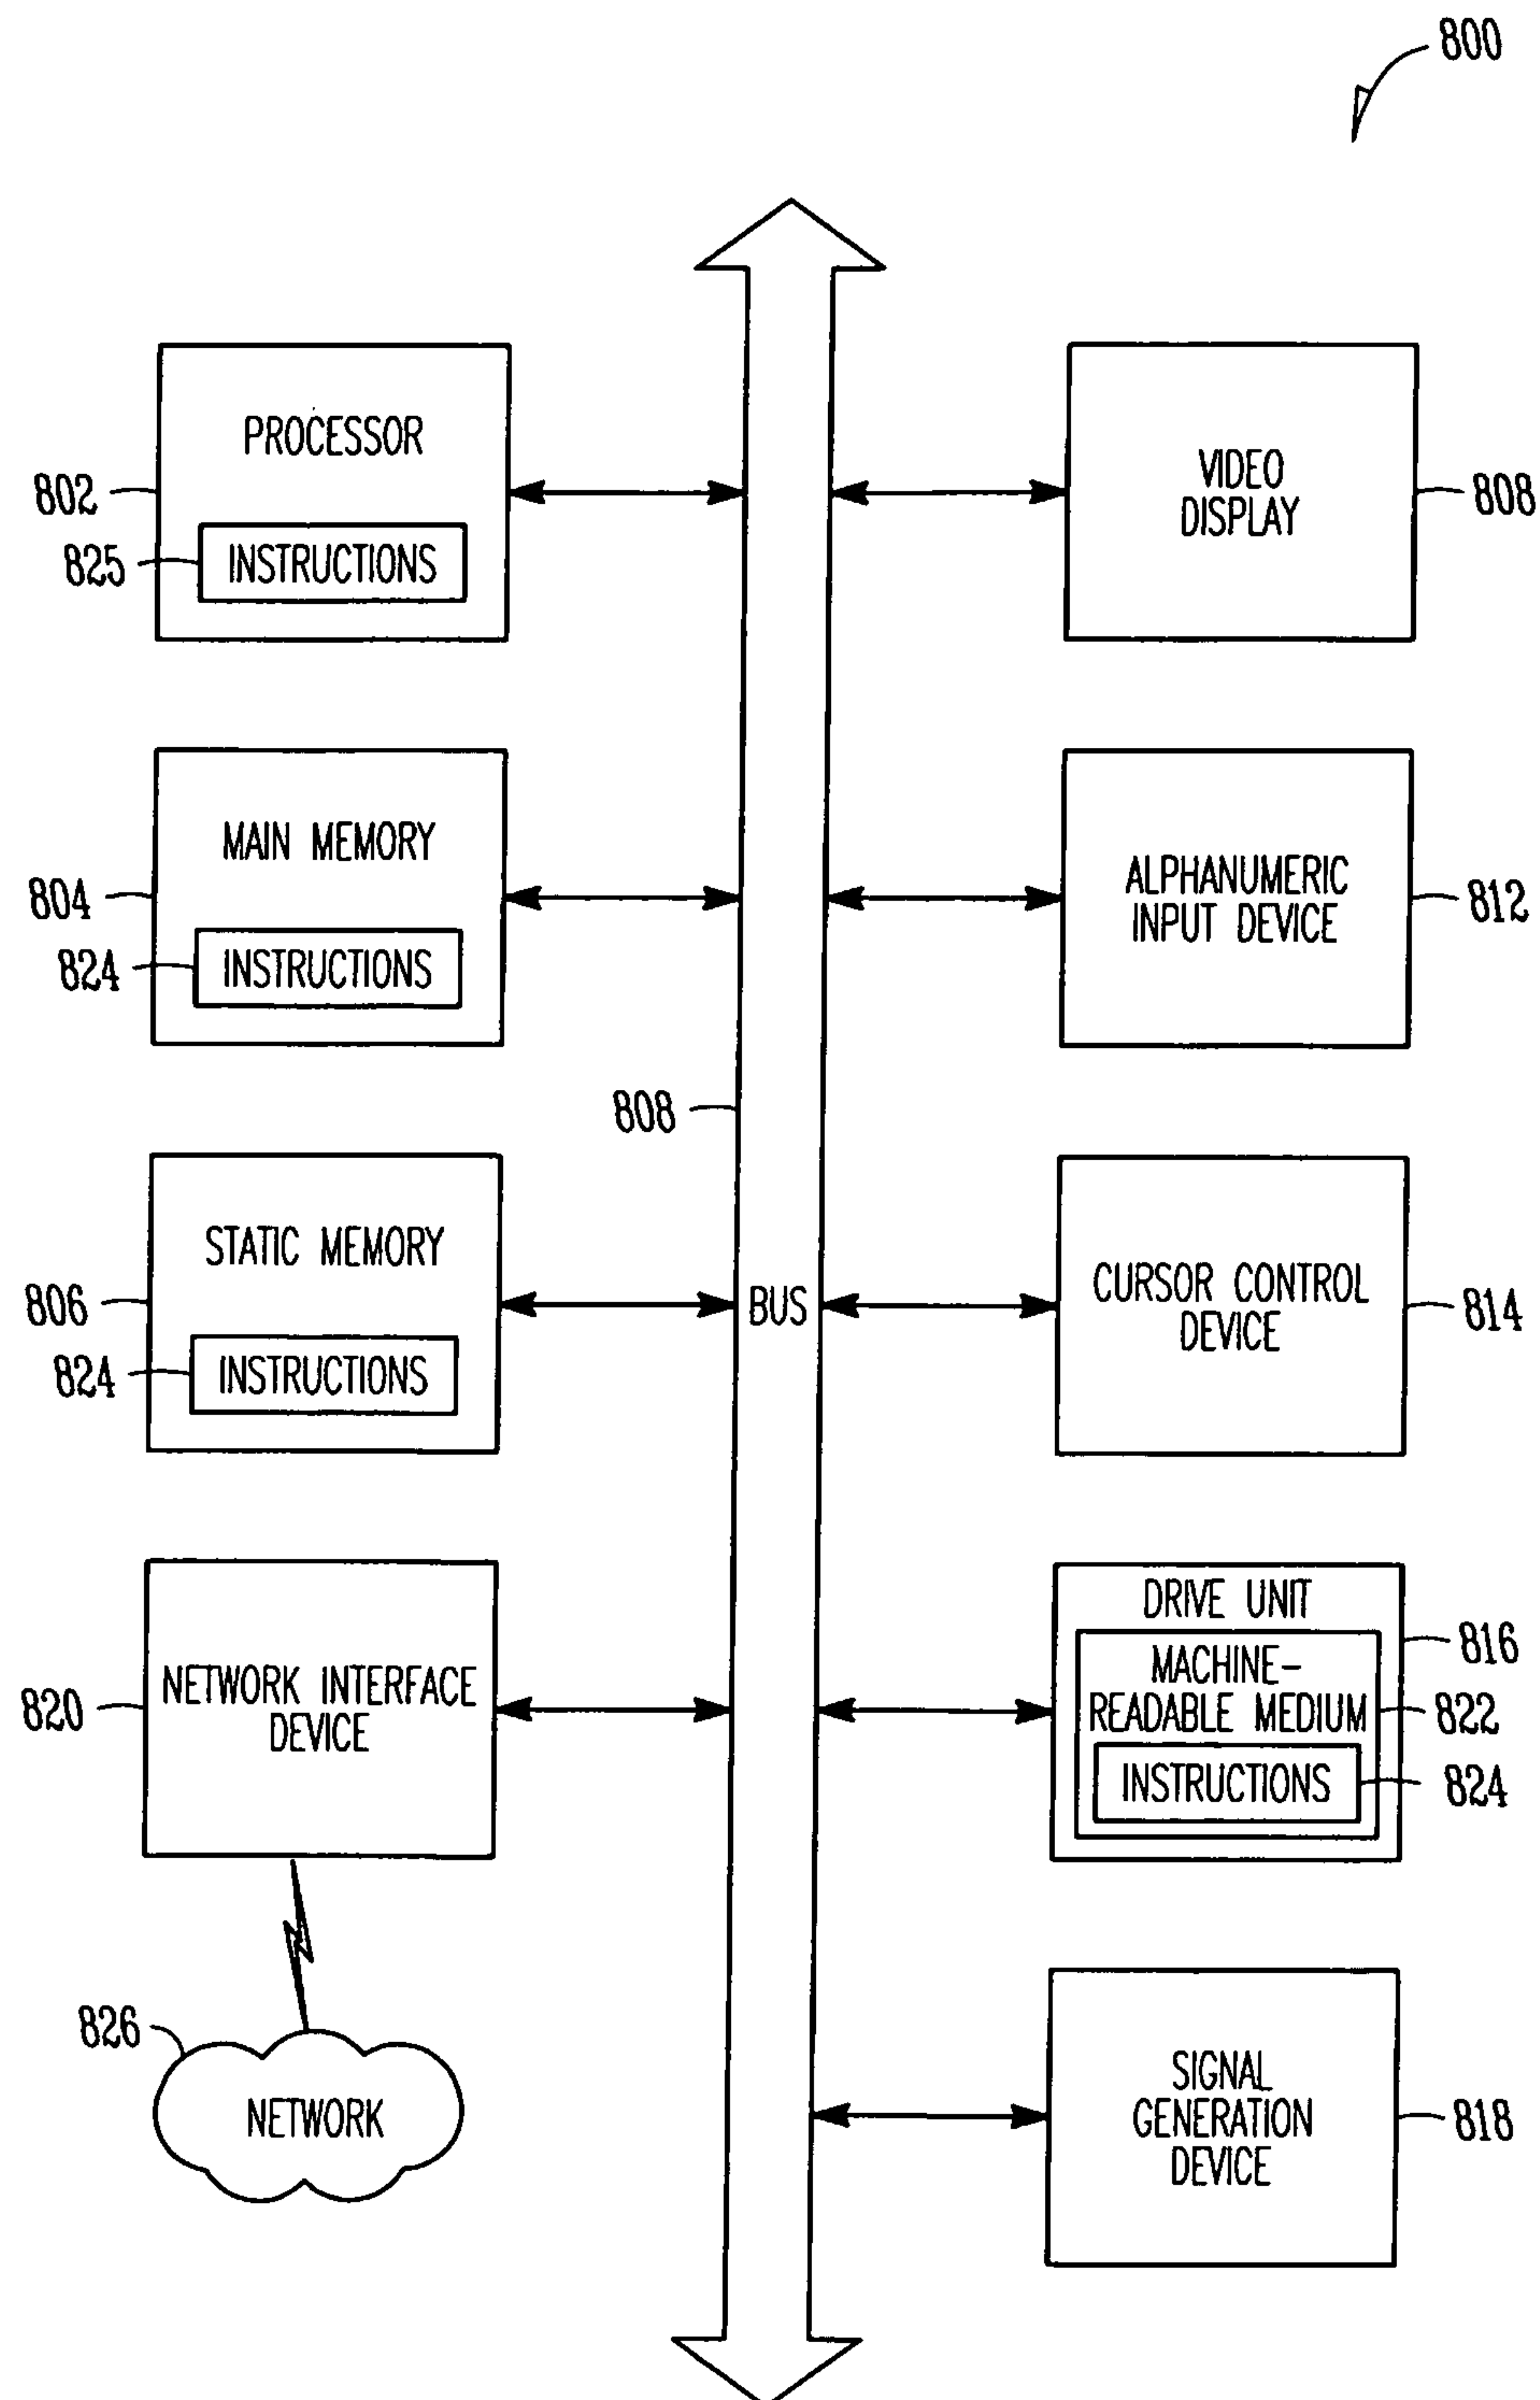 800
PROCESSOR
802
825
INSTRUCTIONS
VIDEO
DISPLAY
808
MAIN MEMORY
804
824
INSTRUCTIONS
ALPHANUMERIC
INPUT DEVICE
812
808
BUS
STATIC MEMORY
806
824
INSTRUCTIONS
CURSOR CONTROL
DEVICE
814
NETWORK INTERFACE
DEVICE
820
DRIVE UNIT
816
MACHINE-
READABLE MEDIUM
822
INSTRUCTIONS
824
826
NETWORK
SIGNAL
GENERATION
DEVICE
818